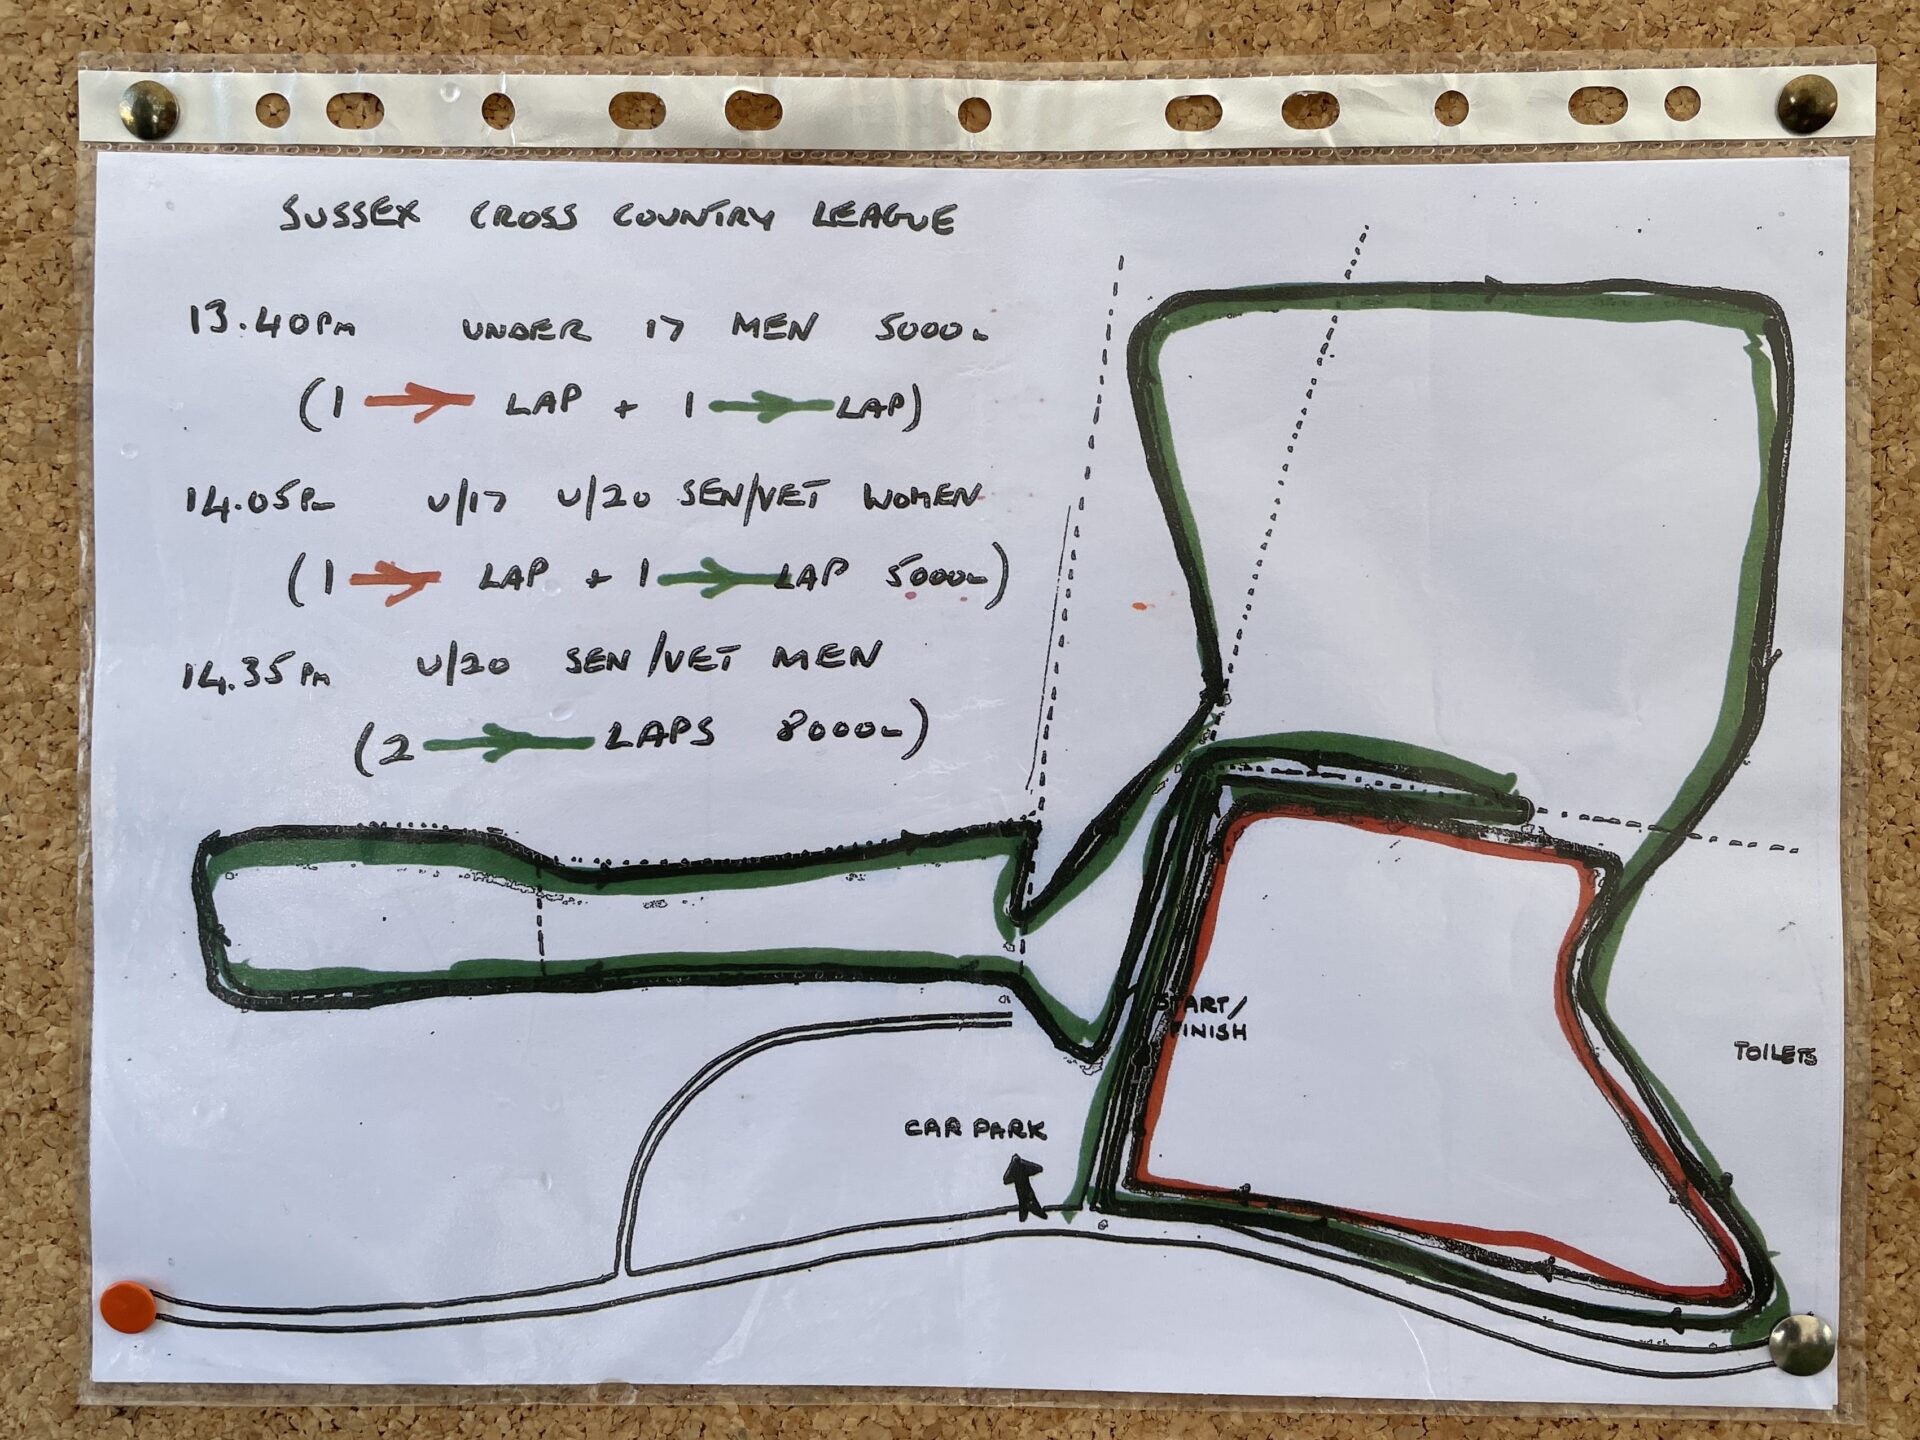 SUSSEX CROSS COUNTRY LEAGUE
13.40PM UNDER 17 MEN 5000M
(1 LAP + 1 LAP)
14.05PM U/17 U/20 SEN/VET WOMEN
(1 LAP + 1 LAP 5000M)
14.35PM U/20 SEN/VET MEN
(2 LAPS 8000M)
START/
FINISH
TOILETS
CAR PARK